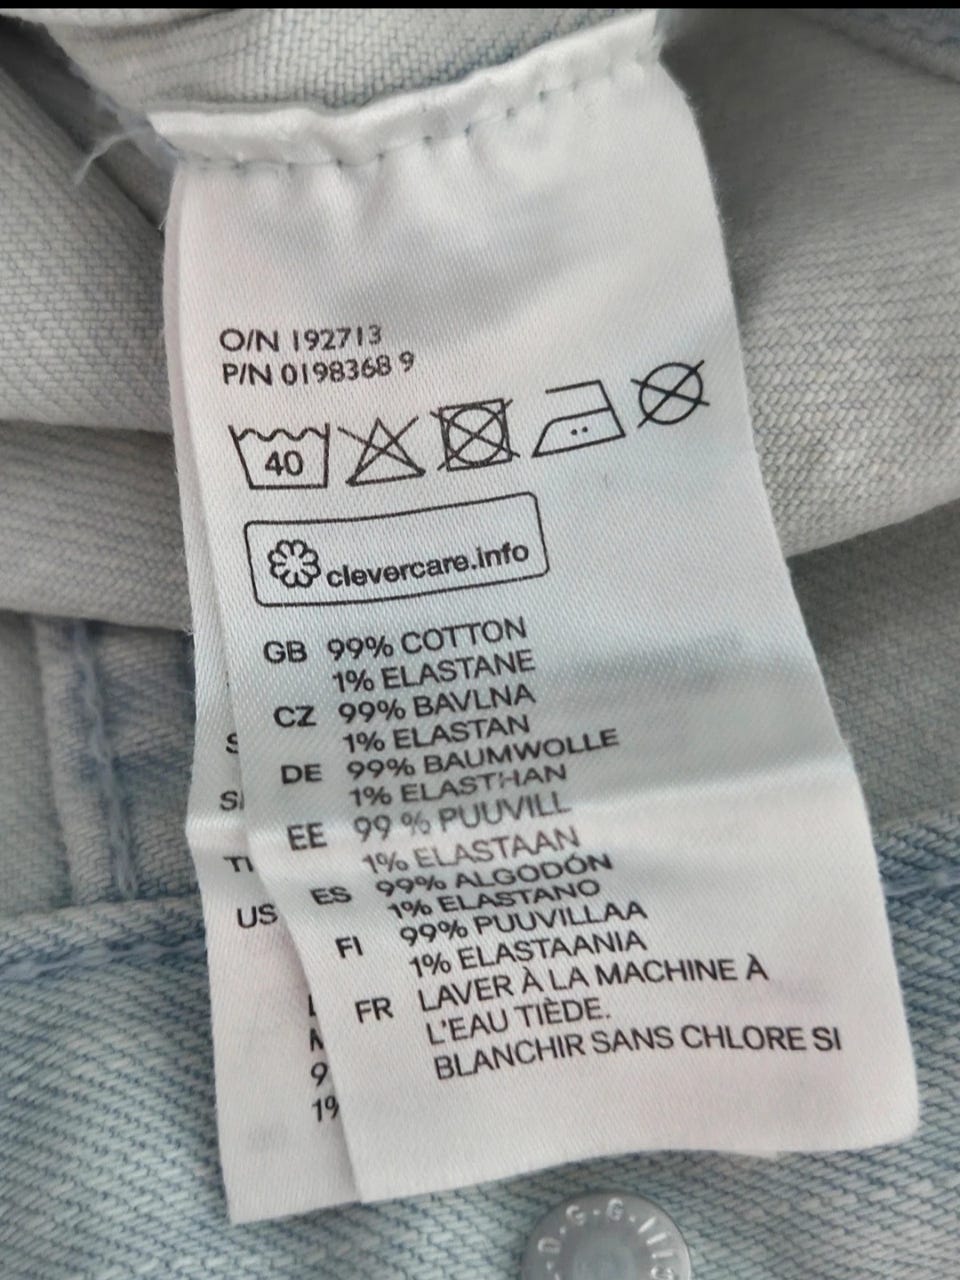 O/N 192713
P/N 0198368 9
40
clevercare.info
GB 99% COTTON
1% ELASTANE
CZ 99% BAVLNA
1% ELASTAN
DE 99% BAUMWOLLE
1% ELASTHAN
EE 99 % PUUVILL
1% ELASTAAN
ES 99% ALGODÓN
1% ELASTANO
FI 99% PUUVILLAA
1% ELASTAANIA
FR LAVER À LA MACHINE À
L'EAU TIÈDE.
BLANCHIR SANS CHLORE SI
US